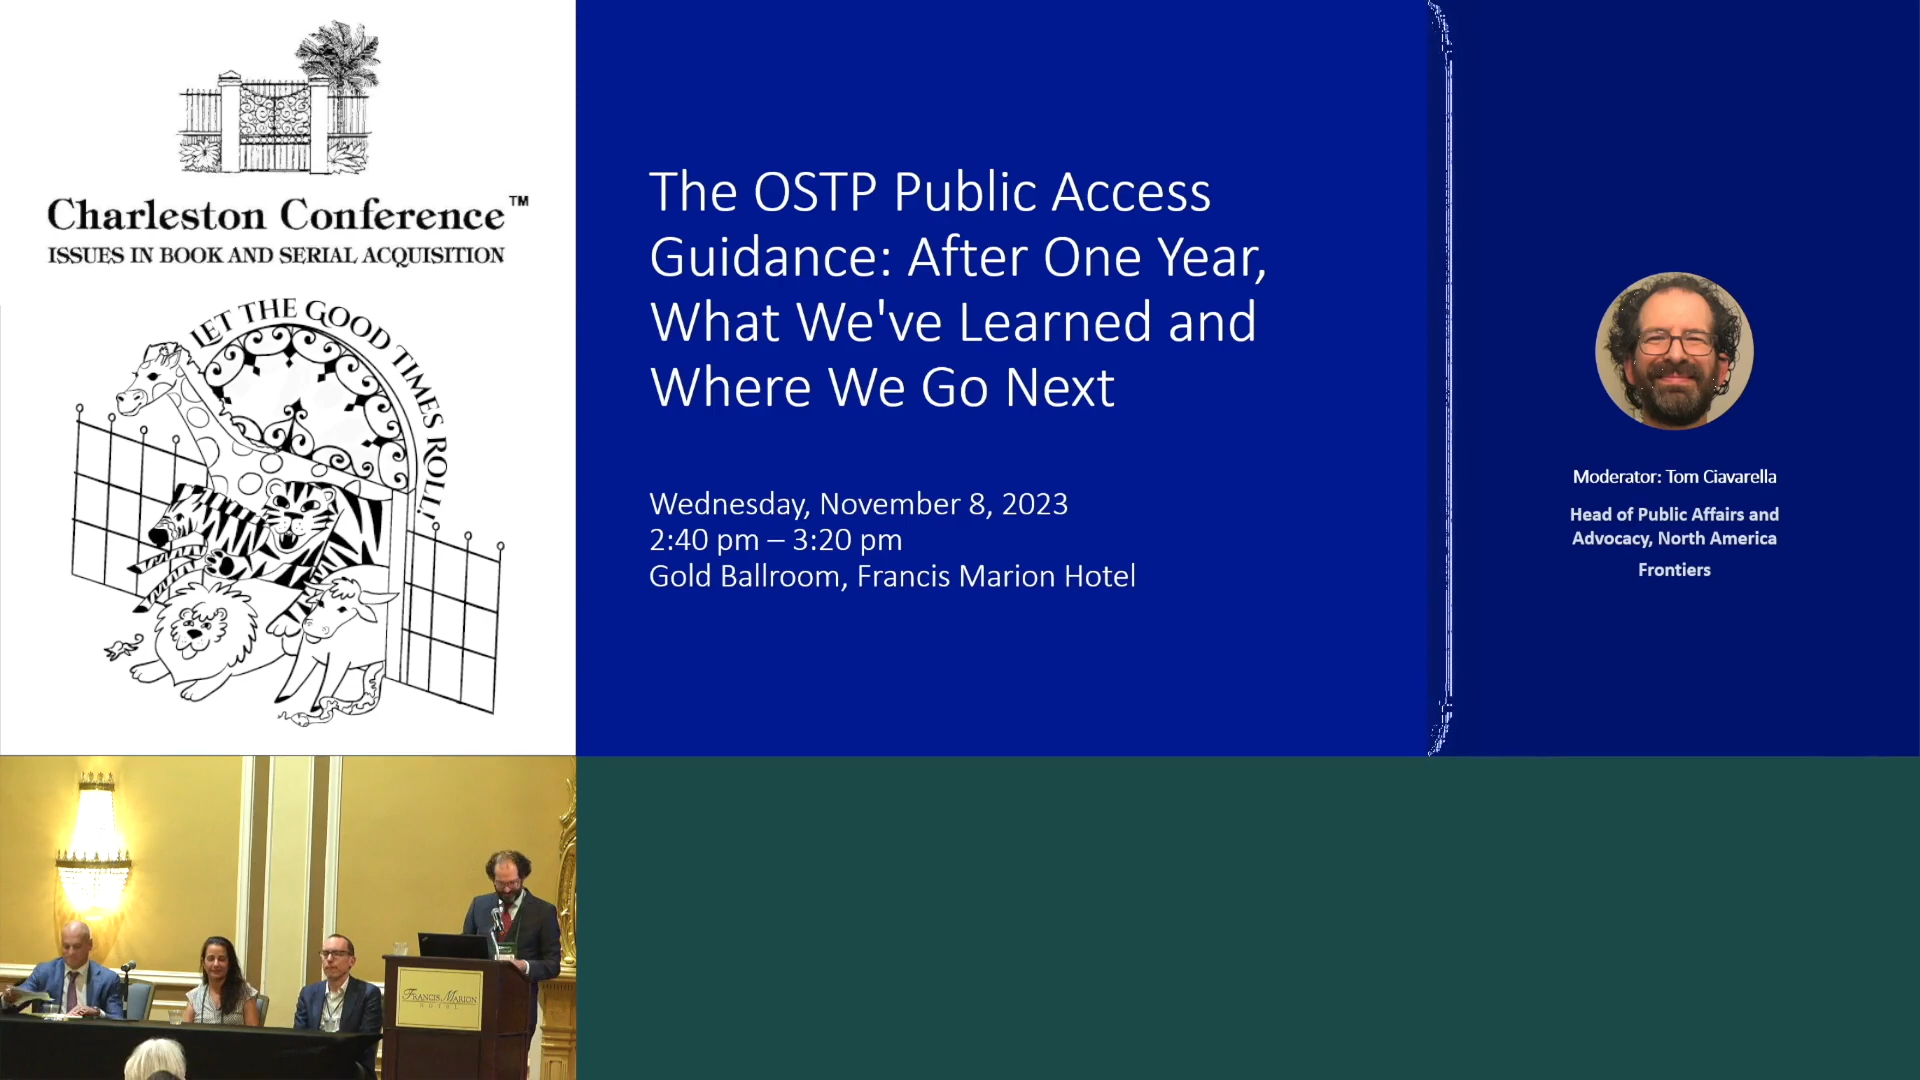 Charleston Conference™
ISSUES IN BOOK AND SERIAL ACQUISITION
LET THE GOOD TIMES ROLL!
The OSTP Public Access
Guidance: After One Year,
What We've Learned and
Where We Go Next
Wednesday, November 8, 2023
2:40 pm – 3:20 pm
Gold Ballroom, Francis Marion Hotel
Moderator: Tom Ciavarella
Head of Public Affairs and
Advocacy, North America
Frontiers
FRANCIS MARION
HOTEL